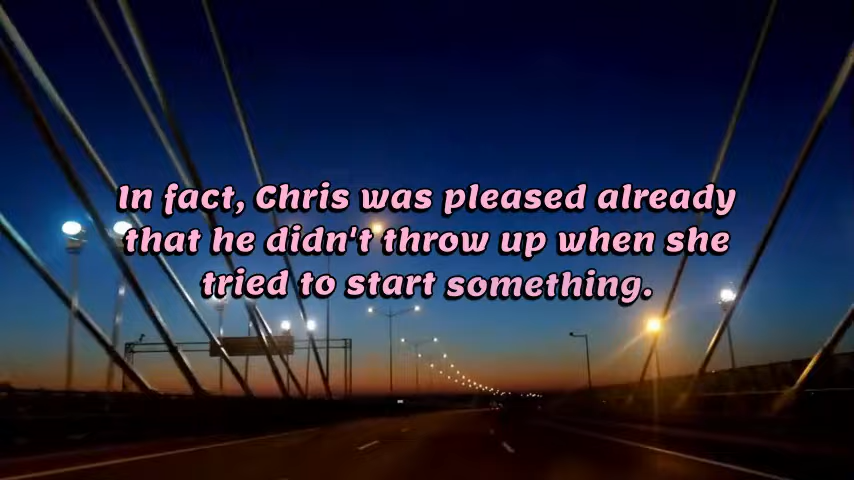 In fact, Chris was pleased already
that he didn't throw up when she
tried to start something.